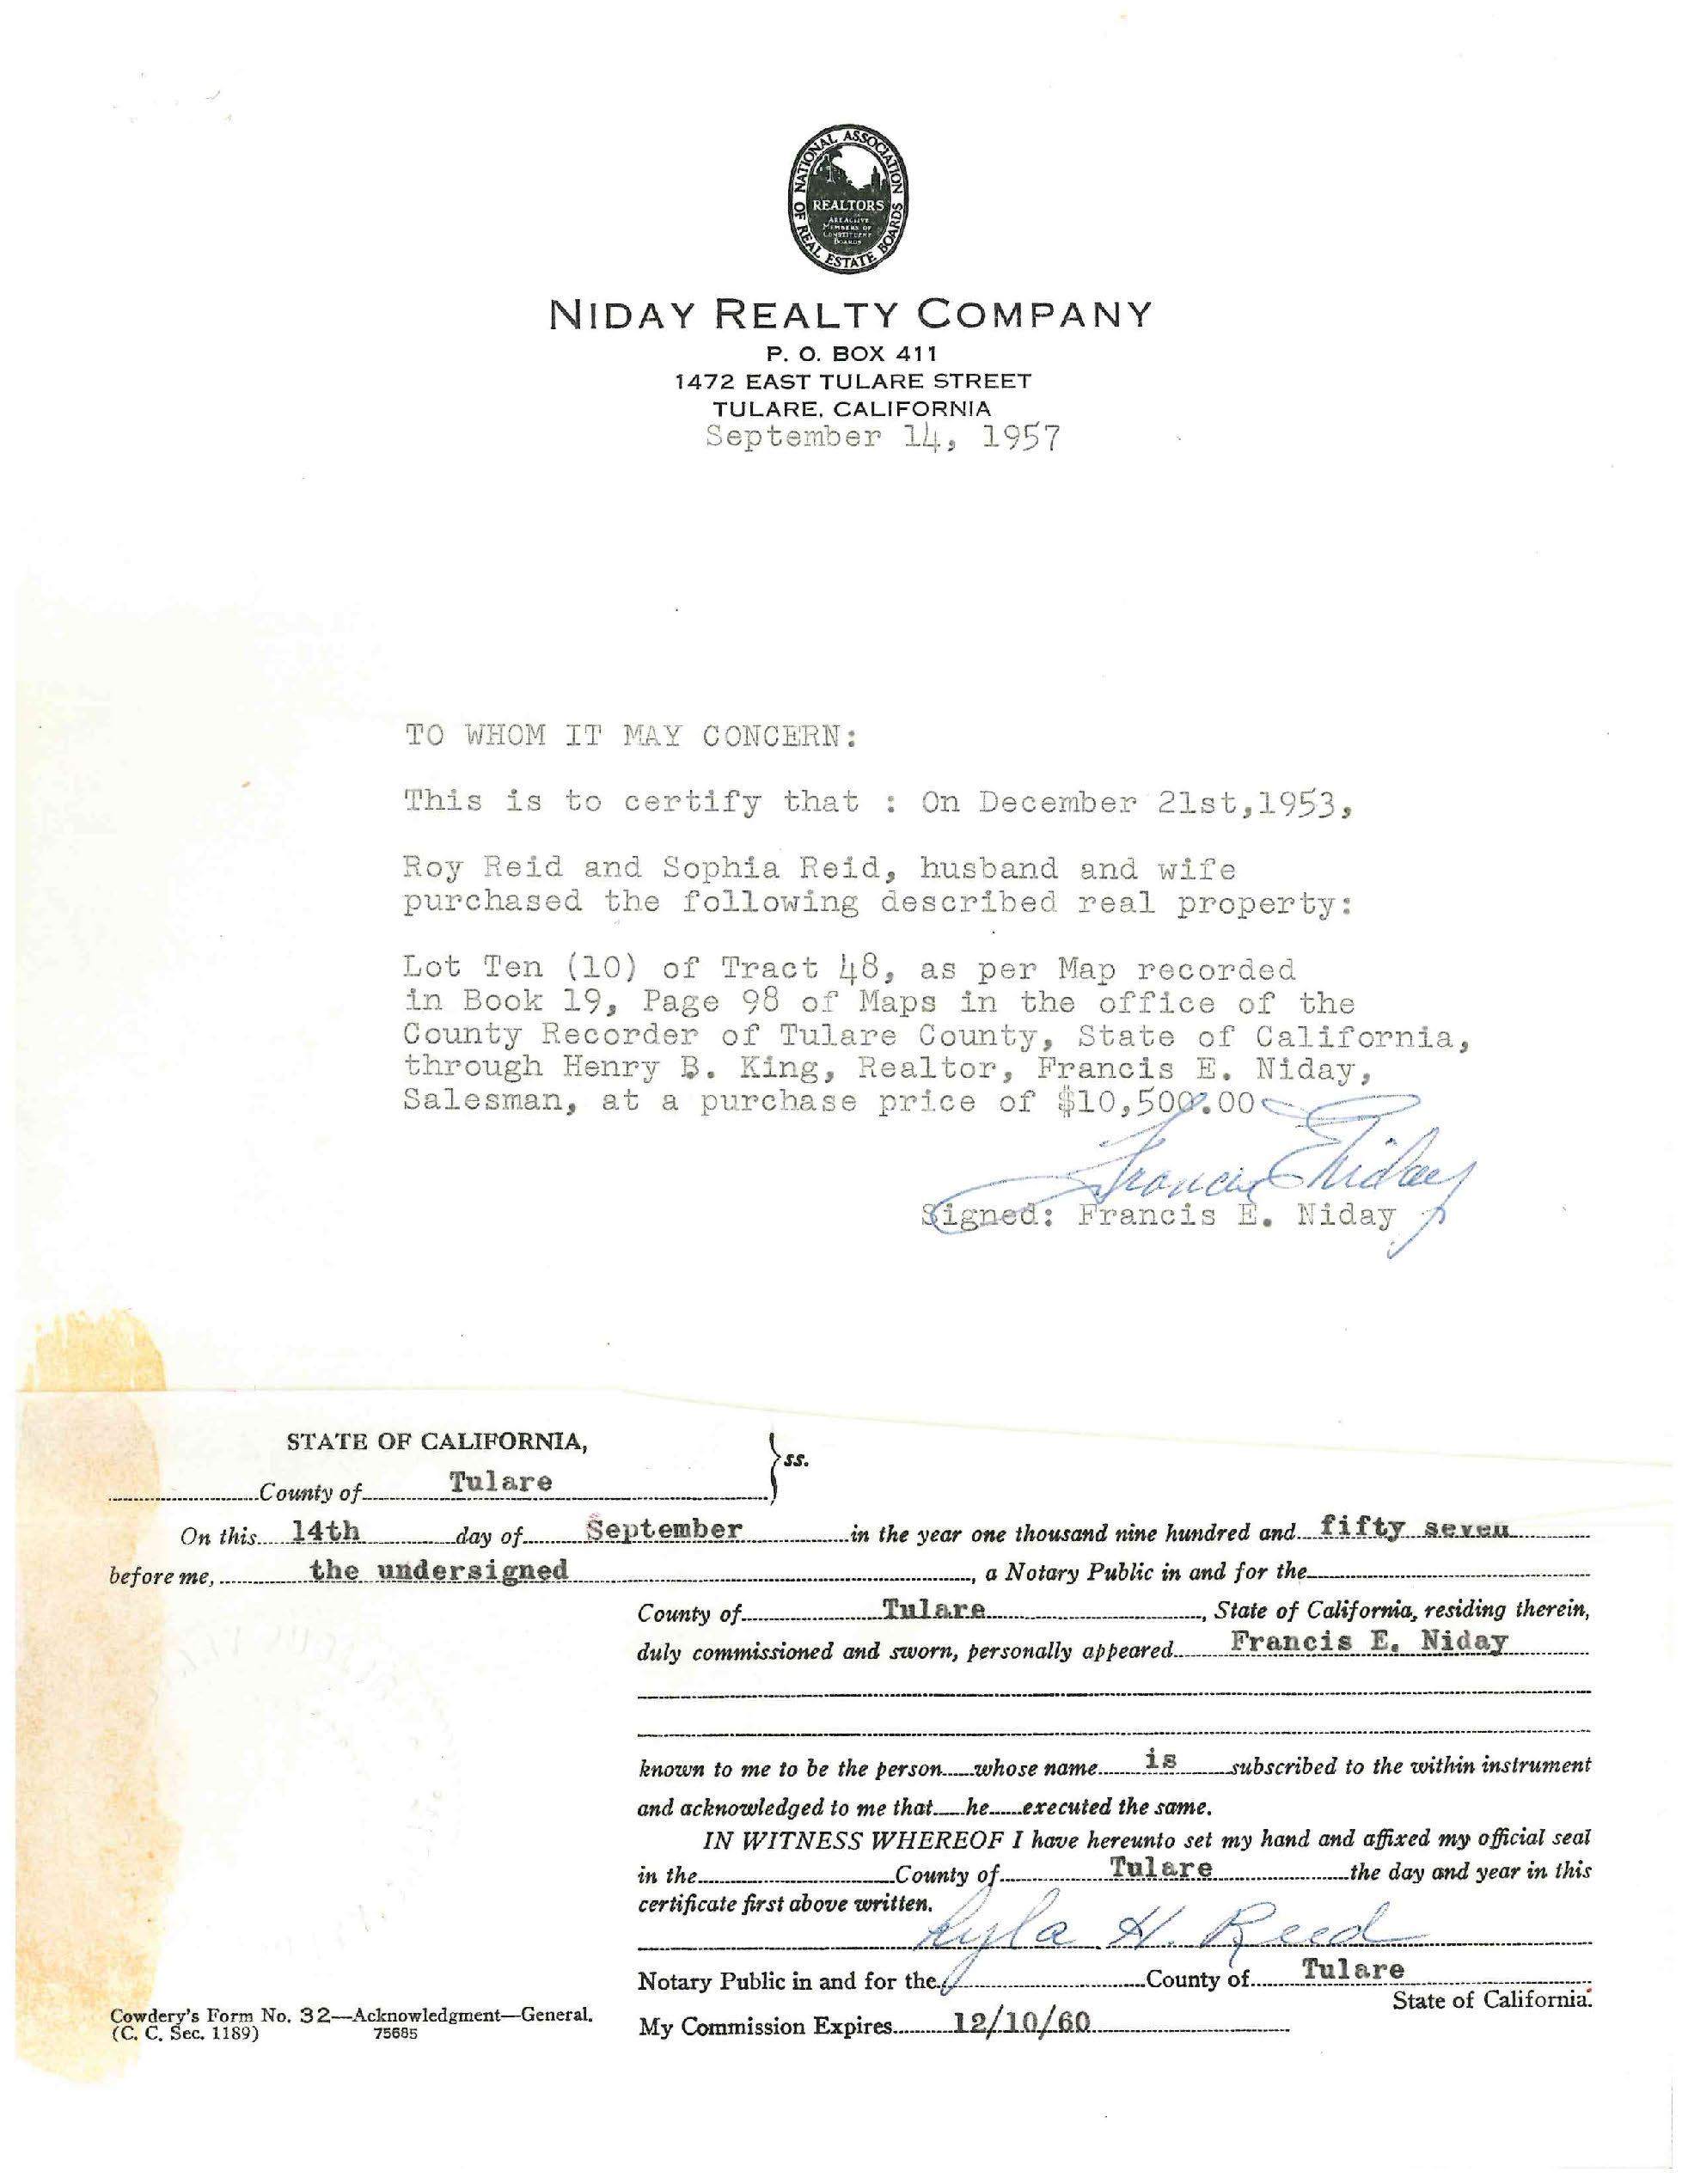 NATIONAL ASSOCIATION OF REAL ESTATE BOARDS
REALTORS
ARE ACTIVE
MEMBERS OF
CONSTITUENT
BOARDS
NIDAY REALTY COMPANY
P. O. BOX 411
1472 EAST TULARE STREET
TULARE, CALIFORNIA
September 14, 1957
TO WHOM IT MAY CONCERN:
This is to certify that : On December 21st,1953,
Roy Reid and Sophia Reid, husband and wife
purchased the following described real property:
Lot Ten (10) of Tract 48, as per Map recorded
in Book 19, Page 98 of Maps in the office of the
County Recorder of Tulare County, State of California,
through Henry B. King, Realtor, Francis E. Niday,
Salesman, at a purchase price of $10,500.00
Francis E Niday
Signed: Francis E. Niday
STATE OF CALIFORNIA,
ss.
County of Tulare
On this 14th day of September in the year one thousand nine hundred and fifty seven
before me, the undersigned, a Notary Public in and for the
County of Tulare, State of California, residing therein,
duly commissioned and sworn, personally appeared Francis E. Niday
known to me to be the person whose name is subscribed to the within instrument
and acknowledged to me that he executed the same.
IN WITNESS WHEREOF I have hereunto set my hand and affixed my official seal
in the County of Tulare the day and year in this
certificate first above written.
Lyla H. Reed
Notary Public in and for the County of Tulare
State of California.
Cowdery's Form No. 32—Acknowledgment—General.
(C. C. Sec. 1189) 75685
My Commission Expires 12/10/60